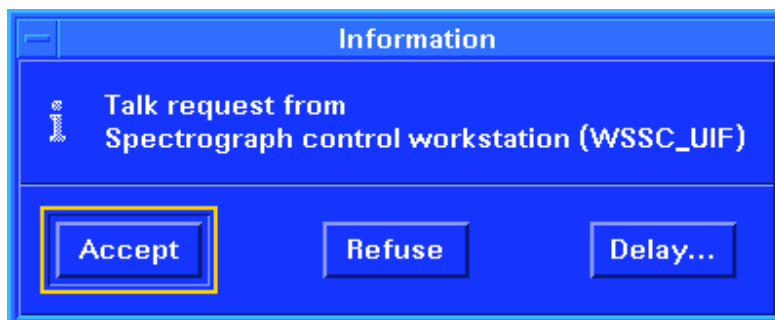 Information
Talk request from
Spectrograph control workstation (WSSC_UIF)
Accept Refuse Delay...